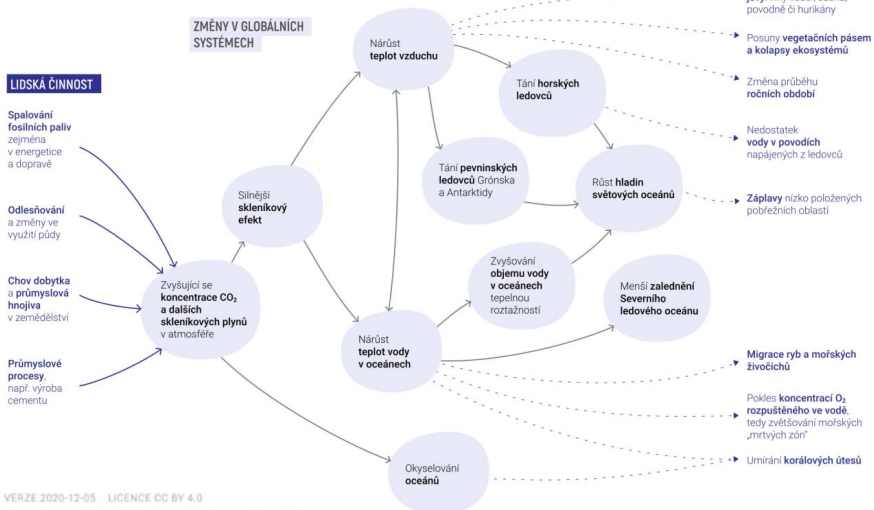 povodně či hurikány
ZMĚNY V GLOBÁLNÍCH
SYSTÉMECH
Nárůst
teplot vzduchu
Posuny vegetačních pásem
a kolapsy ekosystémů
LIDSKÁ ČINNOST
Tání horských
ledovců
Změna průběhu
ročních období
Spalování
fosilních paliv
zejména
v energetice
a dopravě
Nedostatek
vody v povodích
napájených z ledovců
Tání pevninských
ledovců Grónska
a Antarktidy
Růst hladin
světových oceánů
Silnější
skleníkový
efekt
Záplavy nízko položených
pobřežních oblastí
Odlesňování
a změny ve
využití půdy
Zvyšování
objemu vody
v oceánech
tepelnou
roztažností
Chov dobytka
a průmyslová
hnojiva
v zemědělství
Zvyšující se
koncentrace CO₂
a dalších
skleníkových plynů
v atmosféře
Menší zalednění
Severního
ledového oceánu
Nárůst
teplot vody
v oceánech
Průmyslové
procesy,
např. výroba
cementu
Migrace ryb a mořských
živočichů
Pokles koncentrací O₂
rozpuštěného ve vodě,
tedy zvětšování mořských
„mrtvých zón“
Umírání korálových útesů
Okyselování
oceánů
VERZE 2020-12-05 LICENCE CC BY 4.0